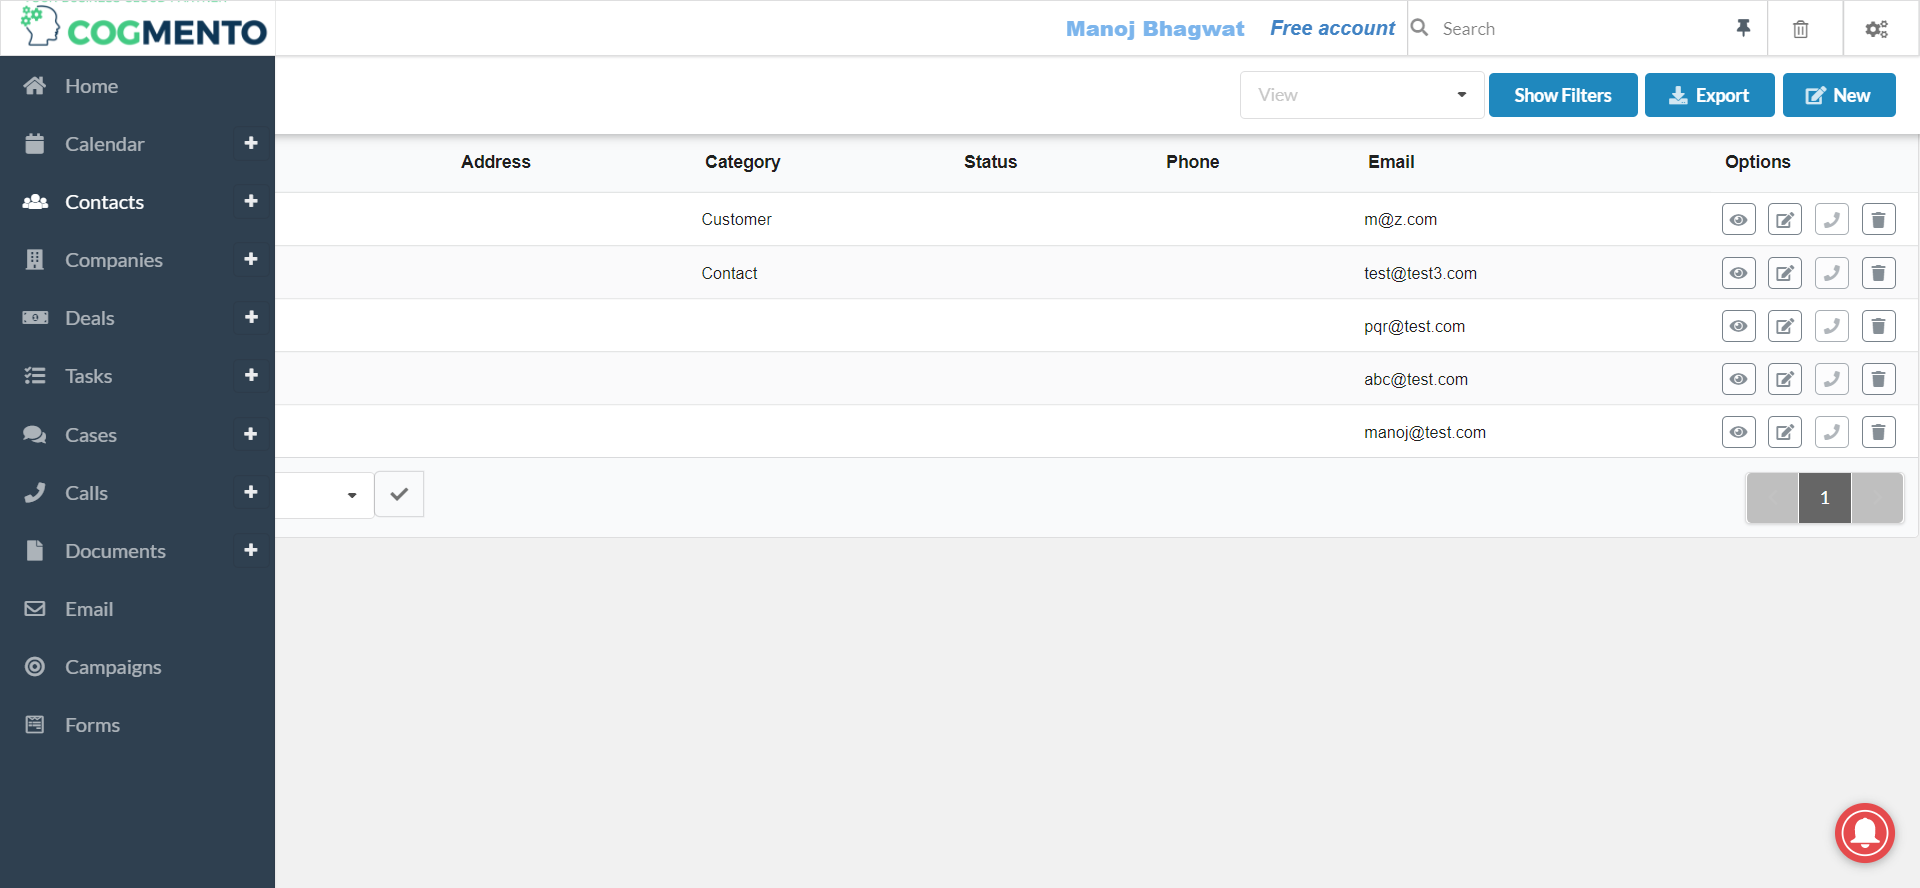 COGMENTO
Manoj Bhagwat
Free account
Search
Home
Calendar
Contacts
Companies
Deals
Tasks
Cases
Calls
Documents
Email
Campaigns
Forms
View
Show Filters
Export
New
Address Category Status Phone Email Options
Customer m@z.com
Contact test@test3.com
pqr@test.com
abc@test.com
manoj@test.com
1